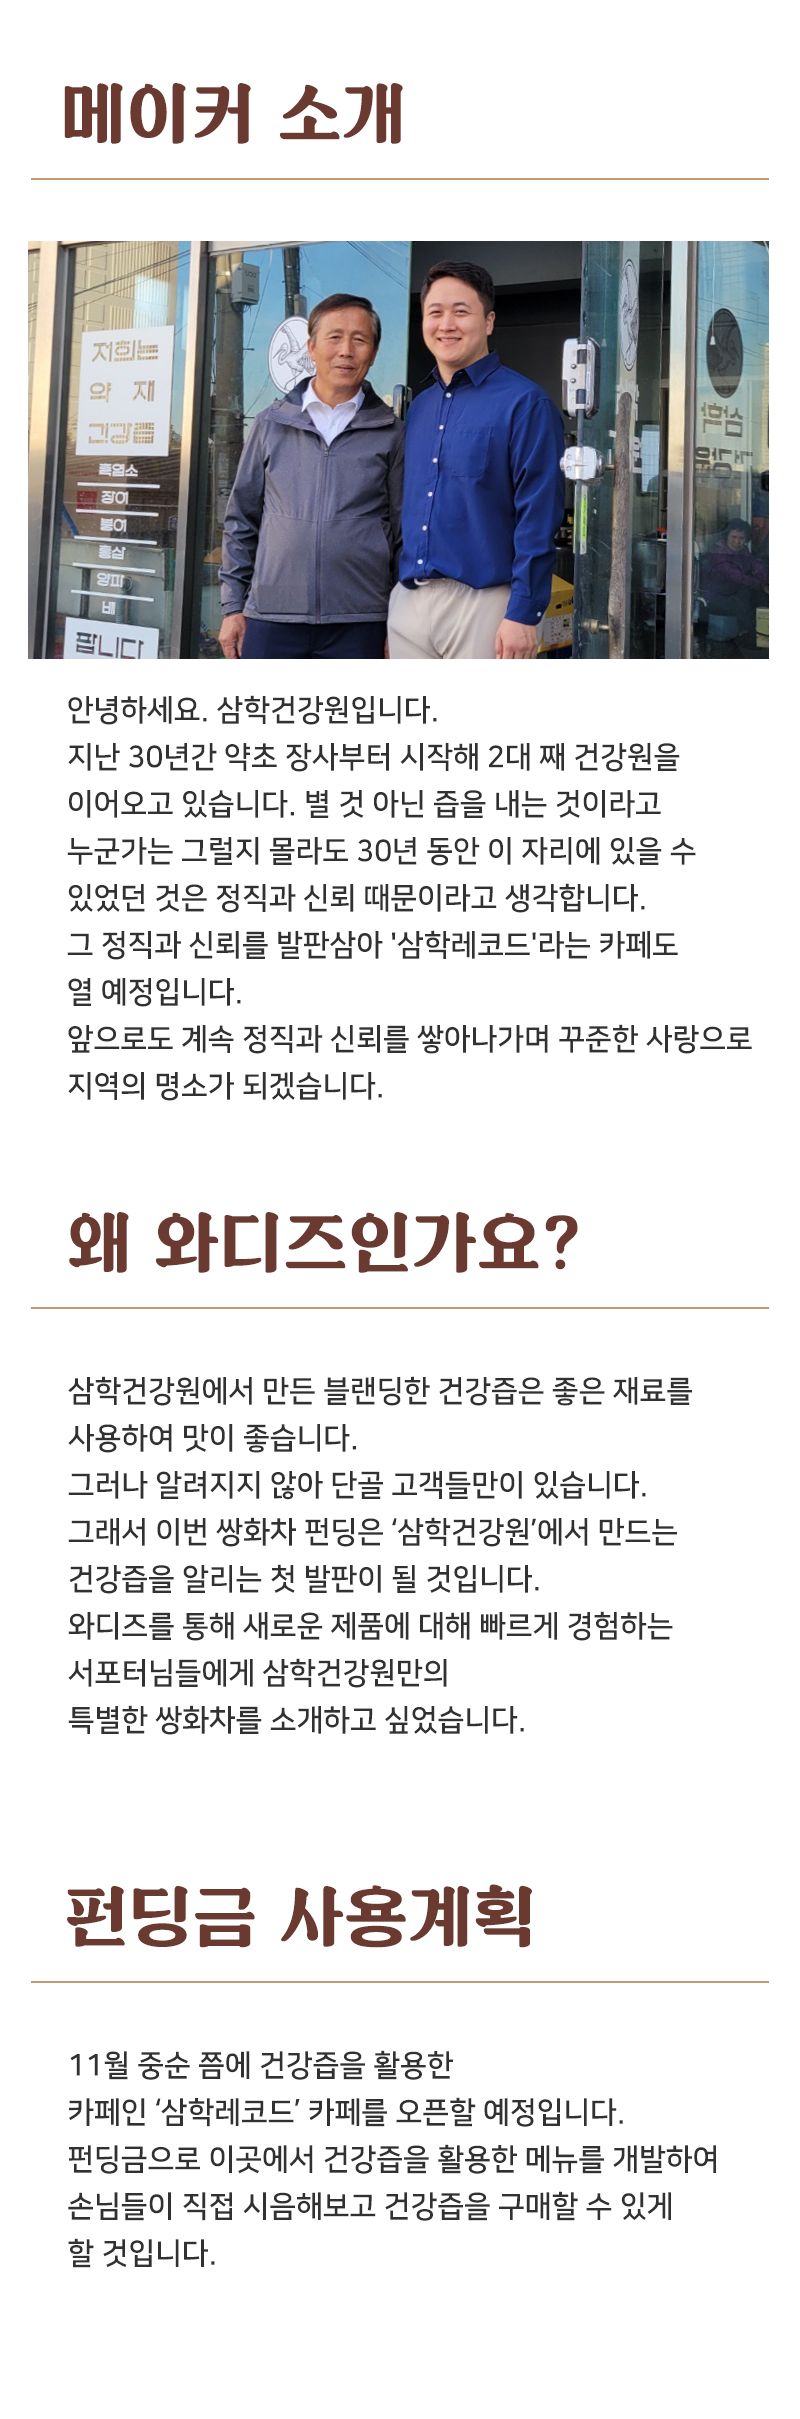 메이커 소개
저희는
약 재
건강을
흑염소
장어
붕어
홍삼
양파
배
팝니다
삼학
안녕하세요. 삼학건강원입니다.
지난 30년간 약초 장사부터 시작해 2대 째 건강원을
이어오고 있습니다. 별 것 아닌 즙을 내는 것이라고
누군가는 그럴지 몰라도 30년 동안 이 자리에 있을 수
있었던 것은 정직과 신뢰 때문이라고 생각합니다.
그 정직과 신뢰를 발판삼아 '삼학레코드'라는 카페도
열 예정입니다.
앞으로도 계속 정직과 신뢰를 쌓아나가며 꾸준한 사랑으로
지역의 명소가 되겠습니다.
왜 와디즈인가요?
삼학건강원에서 만든 블랜딩한 건강즙은 좋은 재료를
사용하여 맛이 좋습니다.
그러나 알려지지 않아 단골 고객들만이 있습니다.
그래서 이번 쌍화차 펀딩은 ‘삼학건강원’에서 만드는
건강즙을 알리는 첫 발판이 될 것입니다.
와디즈를 통해 새로운 제품에 대해 빠르게 경험하는
서포터님들에게 삼학건강원만의
특별한 쌍화차를 소개하고 싶었습니다.
펀딩금 사용계획
11월 중순 쯤에 건강즙을 활용한
카페인 ‘삼학레코드’ 카페를 오픈할 예정입니다.
펀딩금으로 이곳에서 건강즙을 활용한 메뉴를 개발하여
손님들이 직접 시음해보고 건강즙을 구매할 수 있게
할 것입니다.